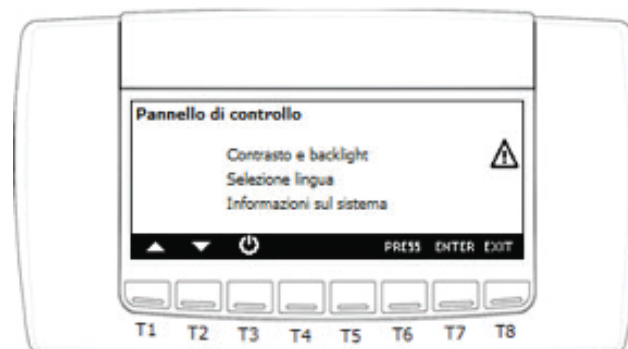 Pannello di controllo
Contrasto e backlight
Selezione lingua
Informazioni sul sistema
PRESS ENTER EXIT
T1 T2 T3 T4 T5 T6 T7 T8